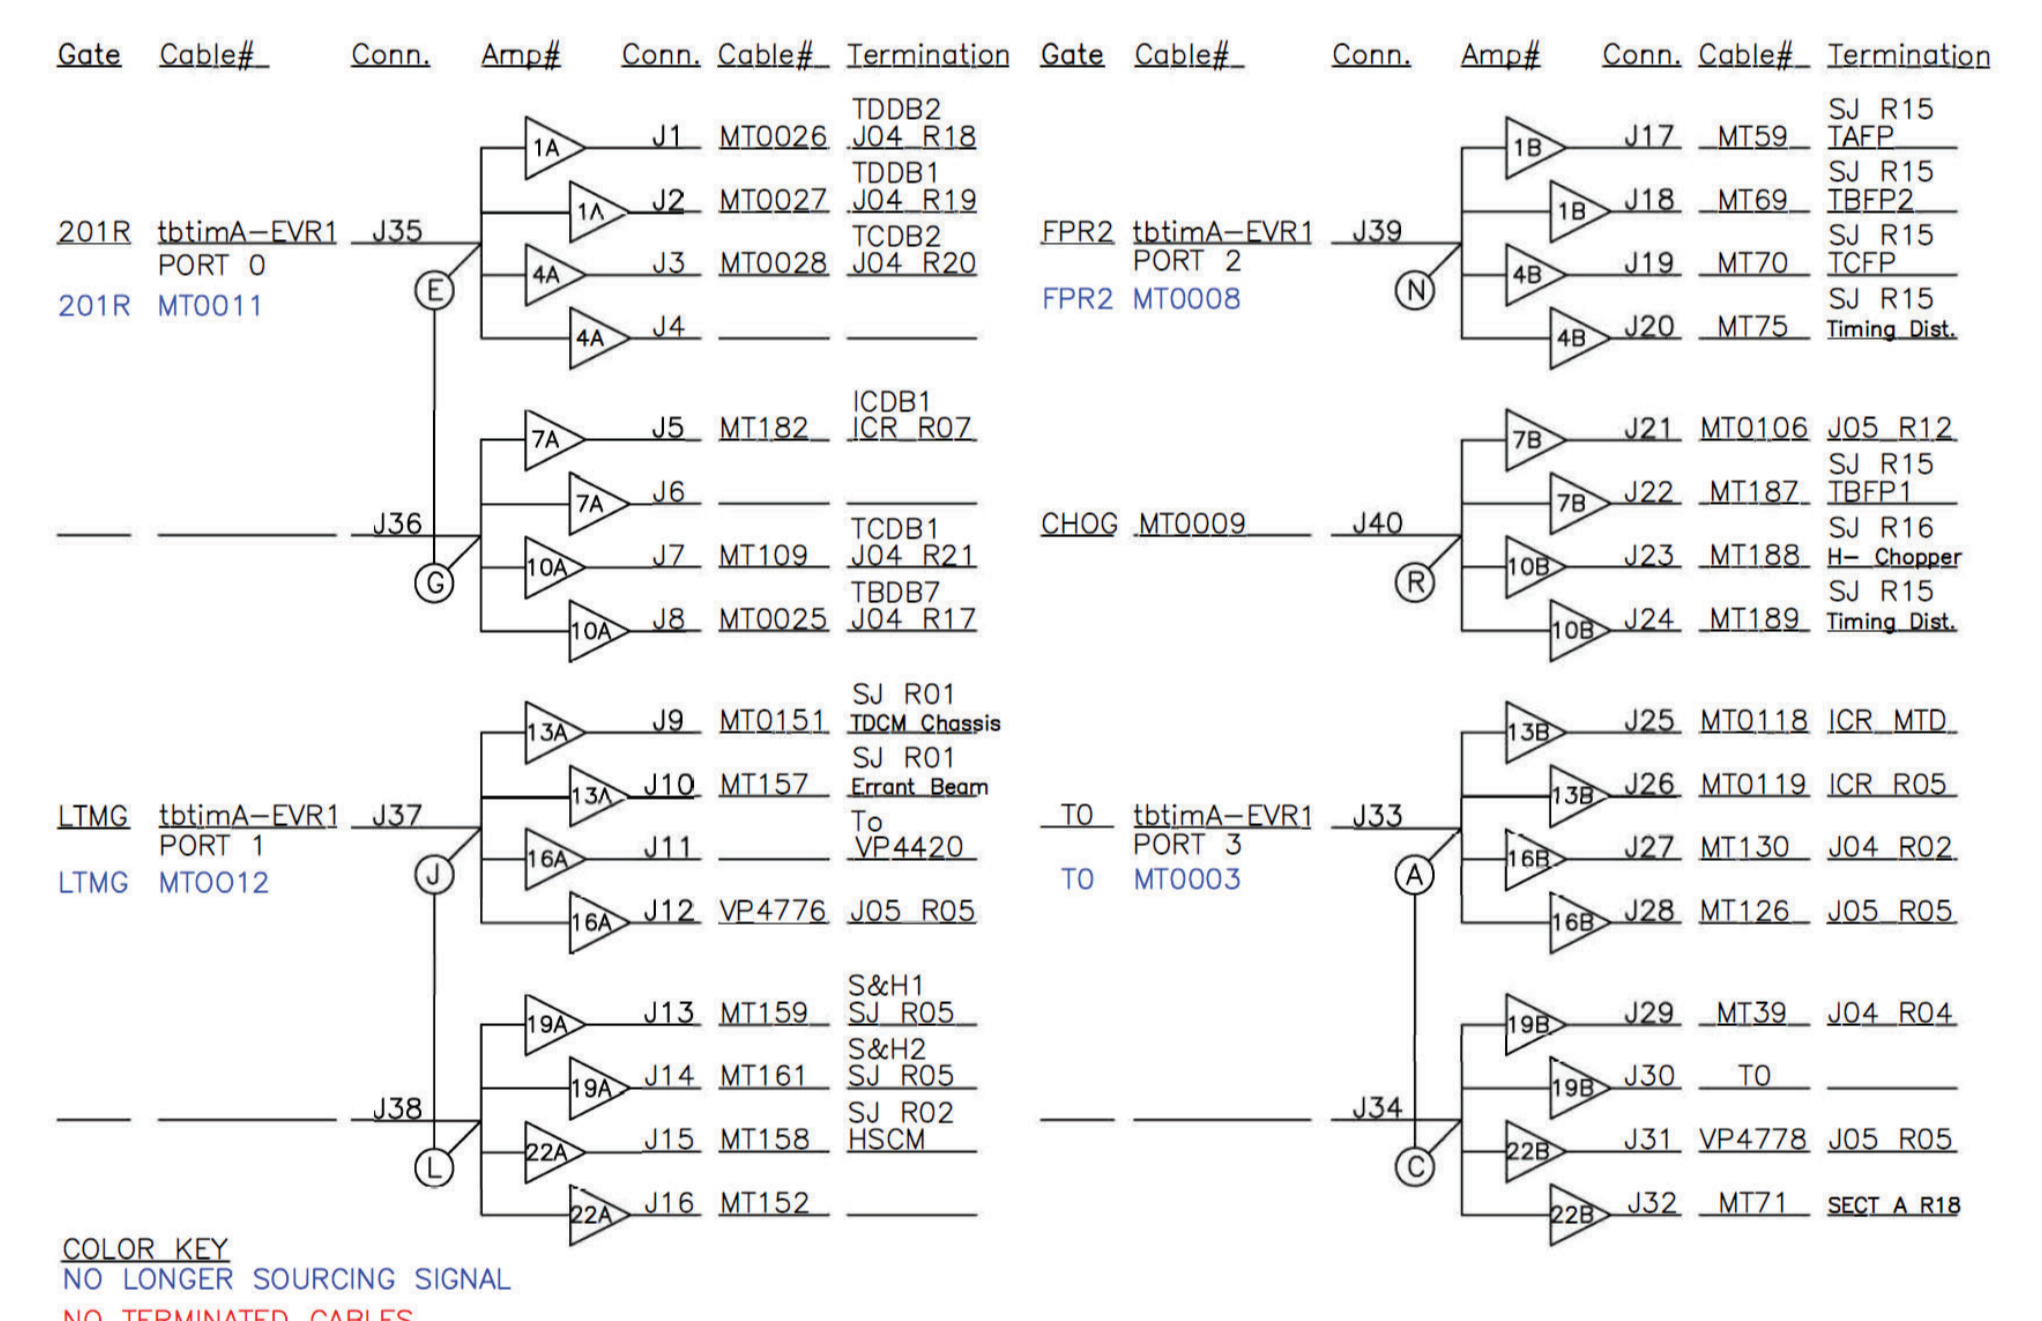 Gate Cable# Conn. Amp# Conn. Cable# Termination Gate Cable# Conn. Amp# Conn. Cable# Termination
TDDB2
1A J1 MT0026 J04 R18
TDDB1
1A J2 MT0027 J04 R19
201R tbtimA-EVR1 J35
TCDB2
PORT 0
4A J3 MT0028 J04 R20
E
201R MT0011
4A J4
ICDB1
7A J5 MT182 ICR R07
7A J6
J36
TCDB1
10A J7 MT109 J04 R21
G
TBDB7
10A J8 MT0025 J04 R17
SJ R01
13A J9 MT0151 TDCM Chassis
SJ R01
13A J10 MT157 Errant Beam
LTMG tbtimA-EVR1 J37
To
PORT 1
16A J11 VP4420
J
LTMG MT0012
16A J12 VP4776 J05 R05
S&H1
19A J13 MT159 SJ R05
S&H2
19A J14 MT161 SJ R05
J38
SJ R02
22A J15 MT158 HSCM
L
22A J16 MT152
SJ R15
1B J17 MT59 TAFP
SJ R15
1B J18 MT69 TBFP2
FPR2 tbtimA-EVR1 J39
SJ R15
PORT 2
4B J19 MT70 TCFP
N
FPR2 MT0008
SJ R15
4B J20 MT75 Timing Dist.
7B J21 MT0106 J05 R12
SJ R15
7B J22 MT187 TBFP1
CHOG MT0009 J40
SJ R16
10B J23 MT188 H- Chopper
R
SJ R15
10B J24 MT189 Timing Dist.
13B J25 MT0118 ICR MTD
13B J26 MT0119 ICR R05
T0 tbtimA-EVR1 J33
PORT 3
16B J27 MT130 J04 R02
A
T0 MT0003
16B J28 MT126 J05 R05
19B J29 MT39 J04 R04
19B J30 T0
J34
22B J31 VP4778 J05 R05
C
22B J32 MT71 SECT A R18
COLOR KEY
NO LONGER SOURCING SIGNAL
NO TERMINATED CABLES